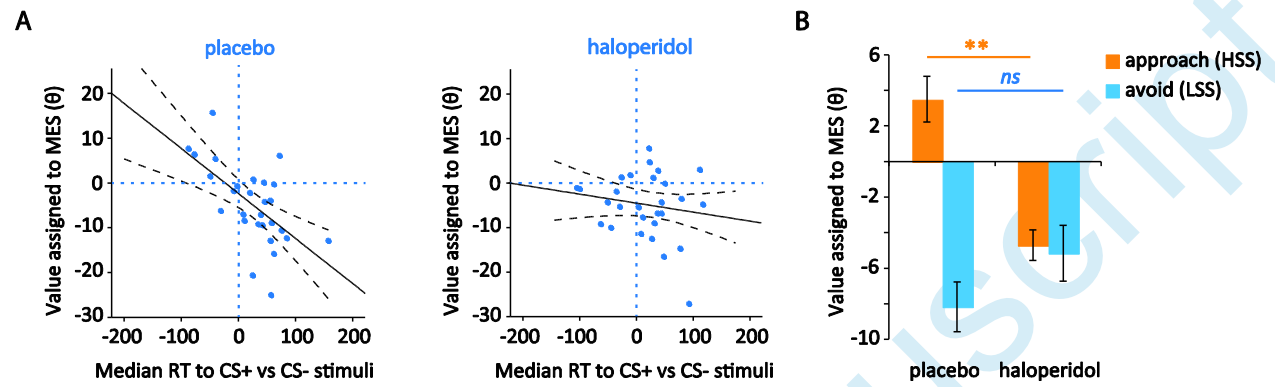 A
placebo
Value assigned to MES (θ)
20
10
0
-10
-20
-30
-200 -100 0 100 200
Median RT to CS+ vs CS- stimuli
haloperidol
Value assigned to MES (θ)
20
10
0
-10
-20
-30
-200 -100 0 100 200
Median RT to CS+ vs CS- stimuli
B
Value assigned to MES (θ)
6
2
-2
-6
-10
**
ns
approach (HSS)
avoid (LSS)
placebo haloperidol
uscript